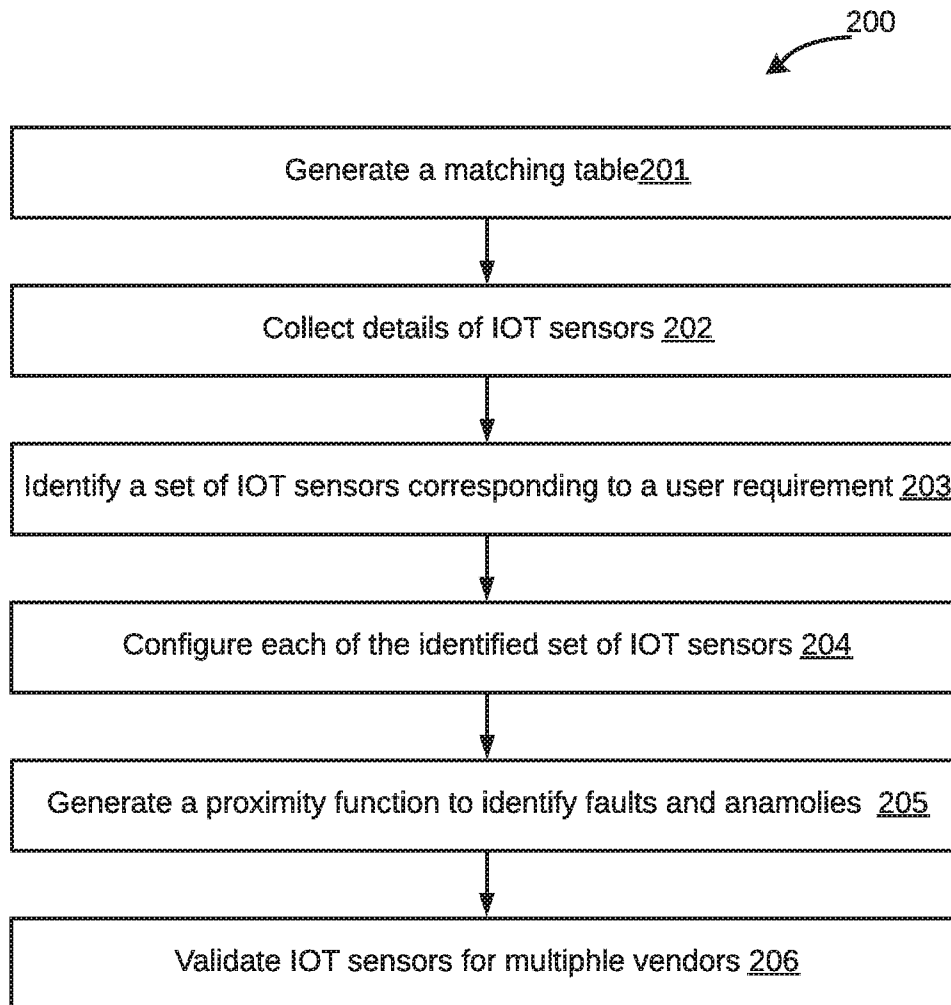 200
Generate a matching table201
Collect details of IOT sensors 202
Identify a set of IOT sensors corresponding to a user requirement 203
Configure each of the identified set of IOT sensors 204
Generate a proximity function to identify faults and anamolies 205
Validate IOT sensors for multiphle vendors 206